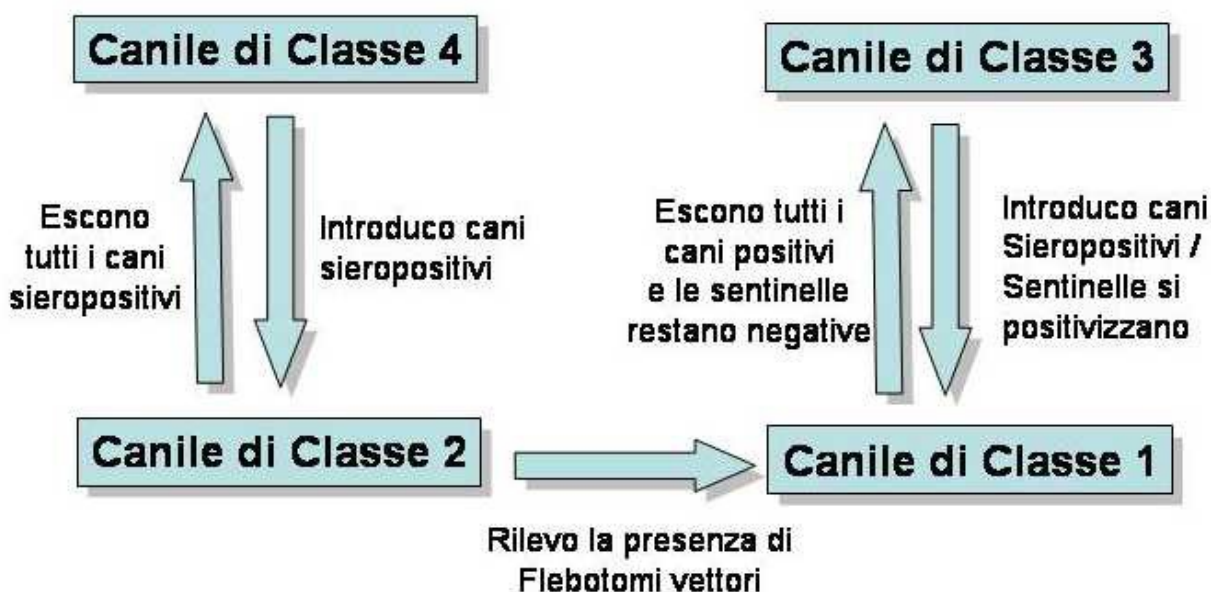 Canile di Classe 4
Canile di Classe 3
Escono
tutti i cani
sieropositivi
Introduco cani
sieropositivi
Escono tutti i
cani positivi
e le sentinelle
restano negative
Introduco cani
Sieropositivi /
Sentinelle si
positivizzano
Canile di Classe 2
Canile di Classe 1
Rilevo la presenza di
Flebotomi vettori